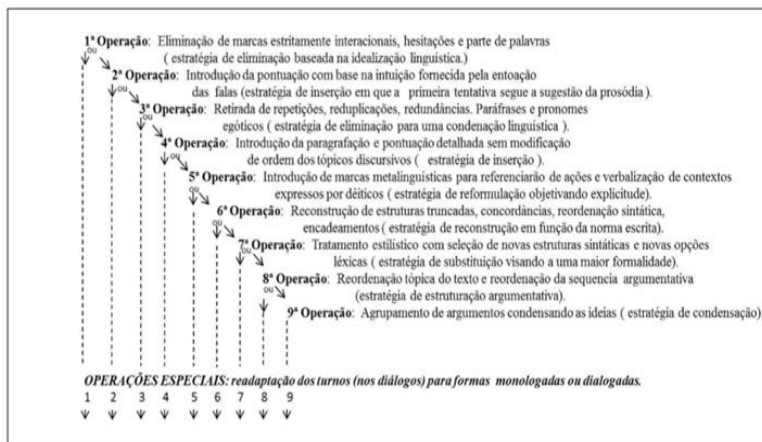 1ª Operação: Eliminação de marcas estritamente interacionais, hesitações e parte de palavras
ou
( estratégia de eliminação baseada na idealização linguística.)
2ª Operação: Introdução da pontuação com base na intuição fornecida pela entoação
ou
das falas (estratégia de inserção em que a primeira tentativa segue a sugestão da prosódia ).
3ª Operação: Retirada de repetições, reduplicações, redundâncias. Paráfrases e pronomes
ou
egóticos ( estratégia de eliminação para uma condenação linguística ).
4ª Operação: Introdução da paragrafação e pontuação detalhada sem modificação
ou
de ordem dos tópicos discursivos ( estratégia de inserção ).
5ª Operação: Introdução de marcas metalinguísticas para referenciarão de ações e verbalização de contextos
ou
expressos por dêiticos ( estratégia de reformulação objetivando explicitude).
6ª Operação: Reconstrução de estruturas truncadas, concordâncias, reordenação sintática,
ou
encadeamentos ( estratégia de reconstrução em função da norma escrita).
7ª Operação: Tratamento estilístico com seleção de novas estruturas sintáticas e novas opções
ou
léxicas ( estratégia de substituição visando a uma maior formalidade).
8ª Operação: Reordenação tópica do texto e reordenação da sequencia argumentativa
ou
(estratégia de estruturação argumentativa).
9ª Operação: Agrupamento de argumentos condensando as ideias ( estratégia de condensação)
OPERAÇÕES ESPECIAIS: readaptação dos turnos (nos diálogos) para formas monologadas ou dialogadas.
1 2 3 4 5 6 7 8 9